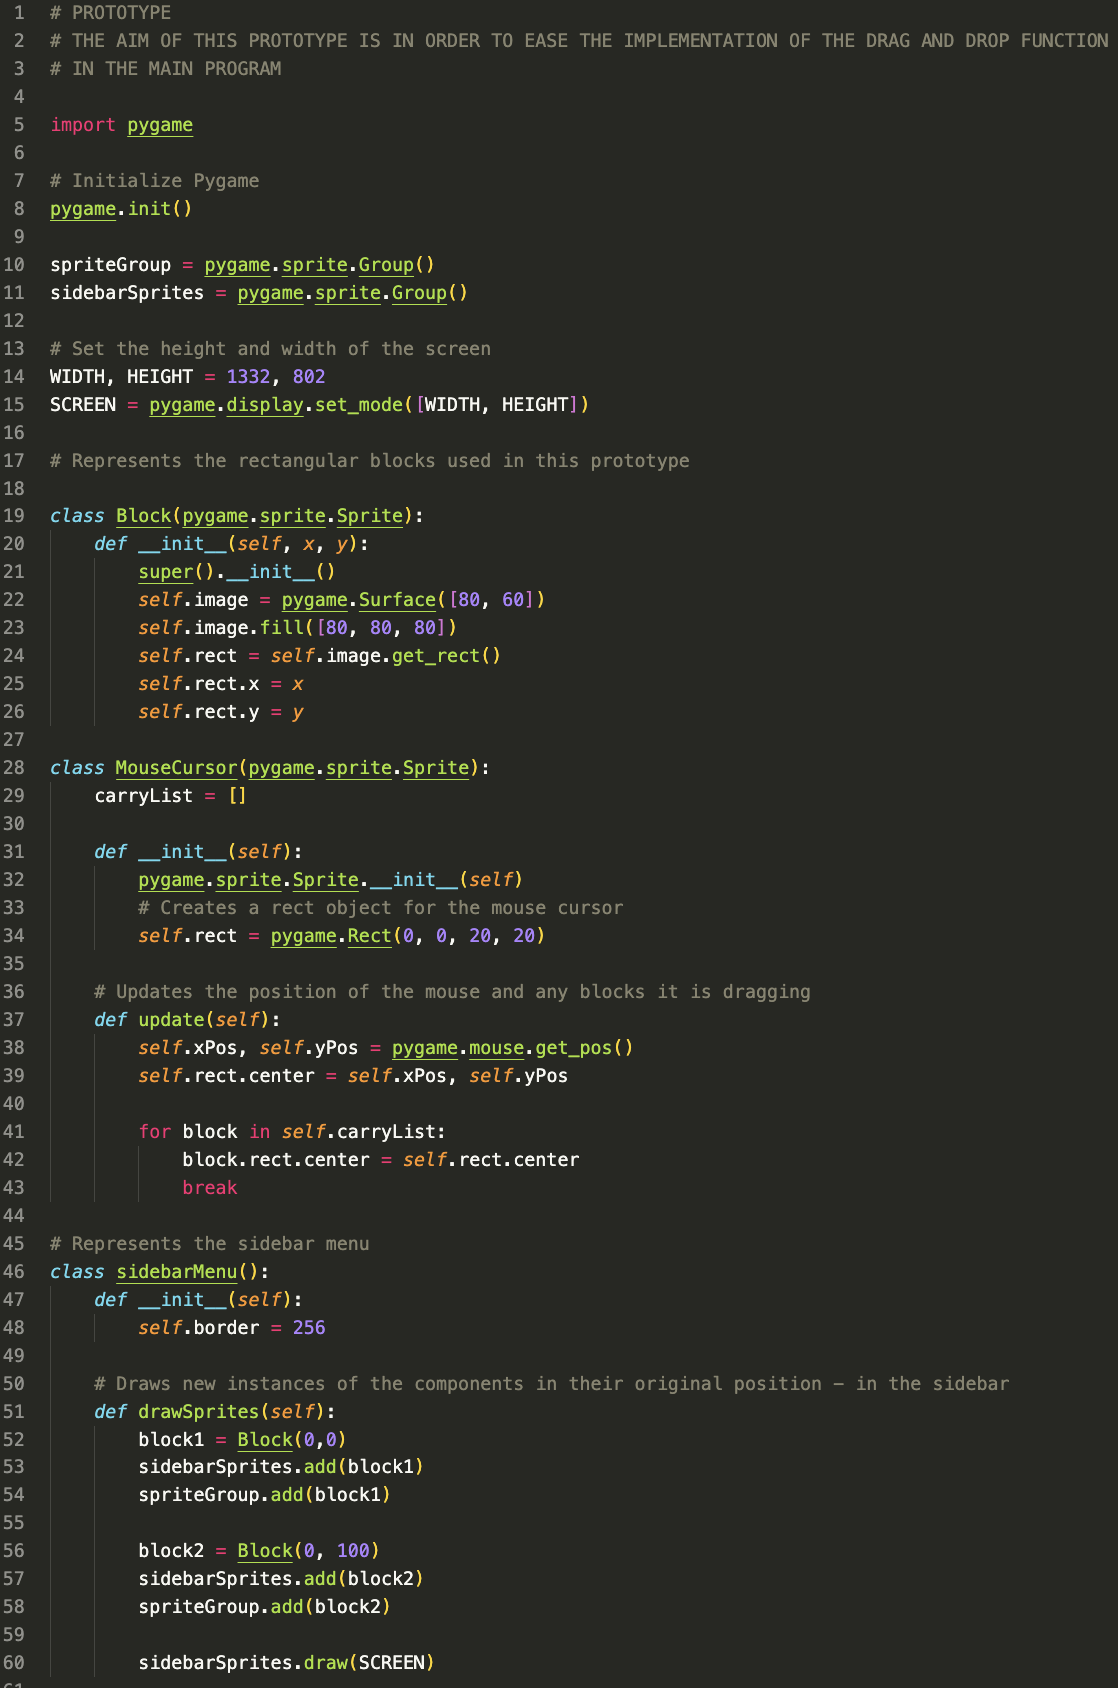 1 # PROTOTYPE
2 # THE AIM OF THIS PROTOTYPE IS IN ORDER TO EASE THE IMPLEMENTATION OF THE DRAG AND DROP FUNCTION
3 # IN THE MAIN PROGRAM
4
5 import pygame
6
7 # Initialize Pygame
8 pygame.init()
9
10 spriteGroup = pygame.sprite.Group()
11 sidebarSprites = pygame.sprite.Group()
12
13 # Set the height and width of the screen
14 WIDTH, HEIGHT = 1332, 802
15 SCREEN = pygame.display.set_mode([WIDTH, HEIGHT])
16
17 # Represents the rectangular blocks used in this prototype
18
19 class Block(pygame.sprite.Sprite):
20     def __init__(self, x, y):
21         super().__init__()
22         self.image = pygame.Surface([80, 60])
23         self.image.fill([80, 80, 80])
24         self.rect = self.image.get_rect()
25         self.rect.x = x
26         self.rect.y = y
27
28 class MouseCursor(pygame.sprite.Sprite):
29     carryList = []
30
31     def __init__(self):
32         pygame.sprite.Sprite.__init__(self)
33         # Creates a rect object for the mouse cursor
34         self.rect = pygame.Rect(0, 0, 20, 20)
35
36     # Updates the position of the mouse and any blocks it is dragging
37     def update(self):
38         self.xPos, self.yPos = pygame.mouse.get_pos()
39         self.rect.center = self.xPos, self.yPos
40
41         for block in self.carryList:
42             block.rect.center = self.rect.center
43             break
44
45 # Represents the sidebar menu
46 class sidebarMenu():
47     def __init__(self):
48         self.border = 256
49
50     # Draws new instances of the components in their original position – in the sidebar
51     def drawSprites(self):
52         block1 = Block(0,0)
53         sidebarSprites.add(block1)
54         spriteGroup.add(block1)
55
56         block2 = Block(0, 100)
57         sidebarSprites.add(block2)
58         spriteGroup.add(block2)
59
60         sidebarSprites.draw(SCREEN)